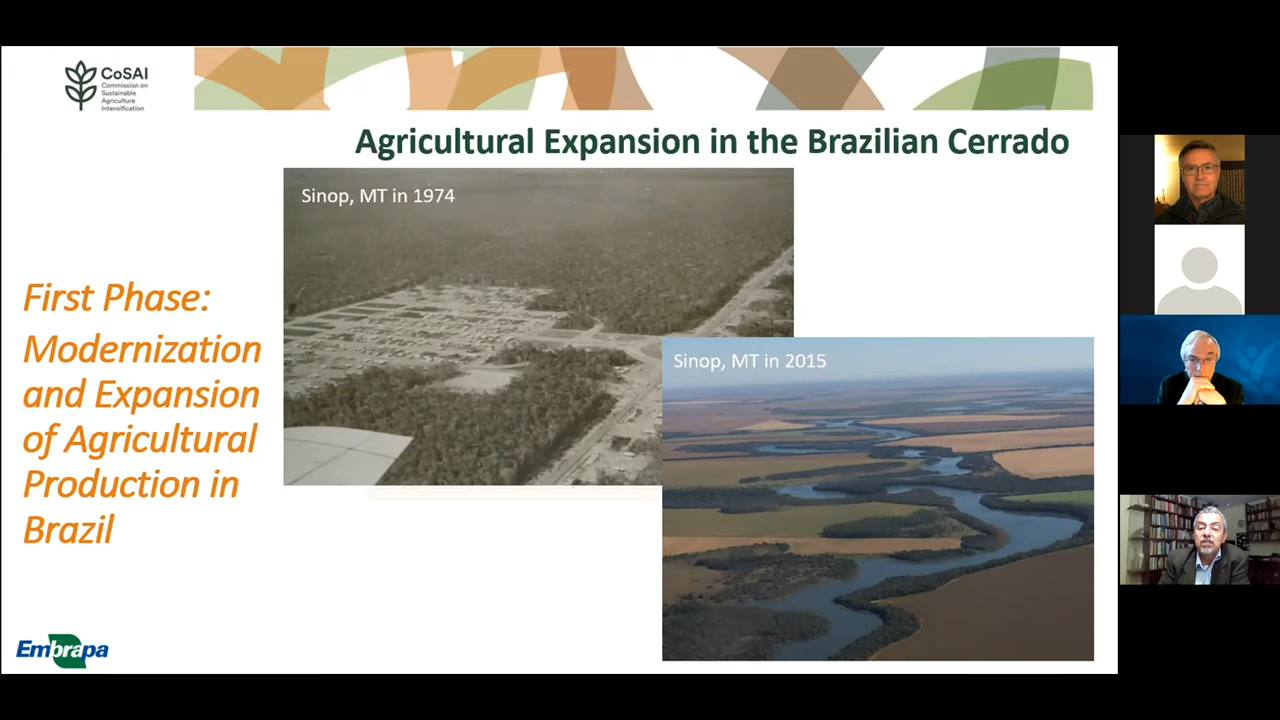 CoSAI
Commission on
Sustainable
Agriculture
Intensification
Agricultural Expansion in the Brazilian Cerrado
Sinop, MT in 1974
First Phase:
Modernization
and Expansion
of Agricultural
Production in
Brazil
Sinop, MT in 2015
Embrapa